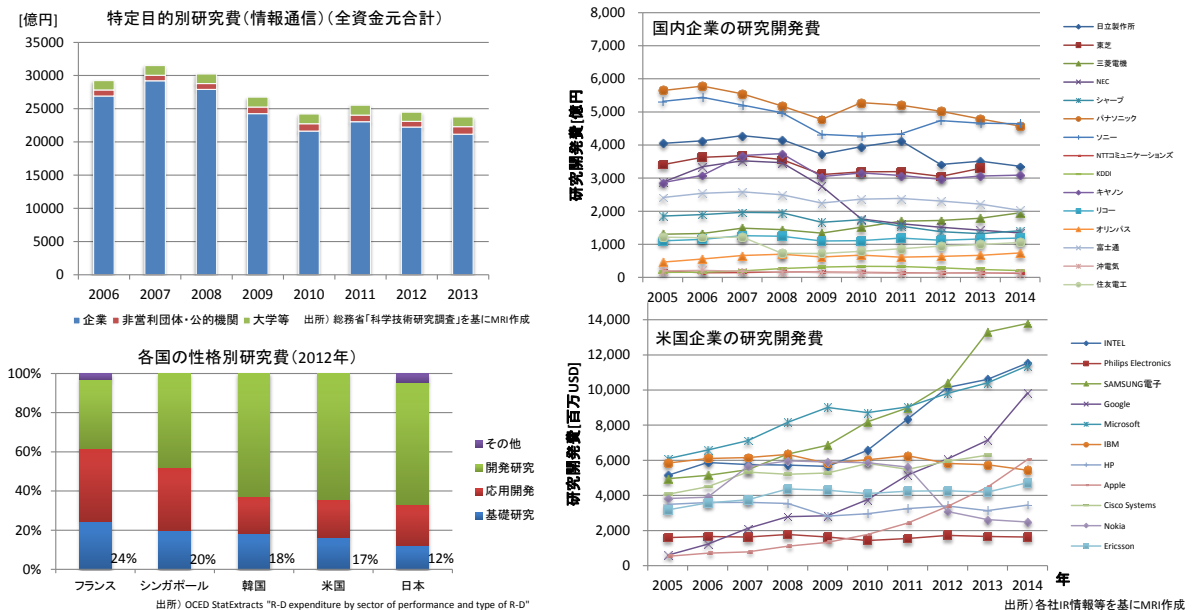 [億円]
特定目的別研究費(情報通信)(全資金元合計)
35000
30000
25000
20000
15000
10000
5000
0
2006 2007 2008 2009 2010 2011 2012 2013
企業 非営利団体・公的機関 大学等
出所) 総務省「科学技術研究調査」を基にMRI作成
各国の性格別研究費(2012年)
100%
80%
60%
40%
20%
0%
24% 20% 18% 17% 12%
フランス シンガポール 韓国 米国 日本
その他
開発研究
応用開発
基礎研究
出所) OCED StatExtracts "R-D expenditure by sector of performance and type of R-D"
国内企業の研究開発費
研究開発費[億円]
8,000
7,000
6,000
5,000
4,000
3,000
2,000
1,000
0
2005 2006 2007 2008 2009 2010 2011 2012 2013 2014
日立製作所
東芝
三菱電機
NEC
シャープ
パナソニック
ソニー
NTTコミュニケーションズ
KDDI
キヤノン
リコー
オリンパス
富士通
沖電気
住友電工
米国企業の研究開発費
研究開発費[百万USD]
14,000
12,000
10,000
8,000
6,000
4,000
2,000
0
2005 2006 2007 2008 2009 2010 2011 2012 2013 2014
年
INTEL
Philips Electronics
SAMSUNG電子
Google
Microsoft
IBM
HP
Apple
Cisco Systems
Nokia
Ericsson
出所)各社IR情報等を基にMRI作成